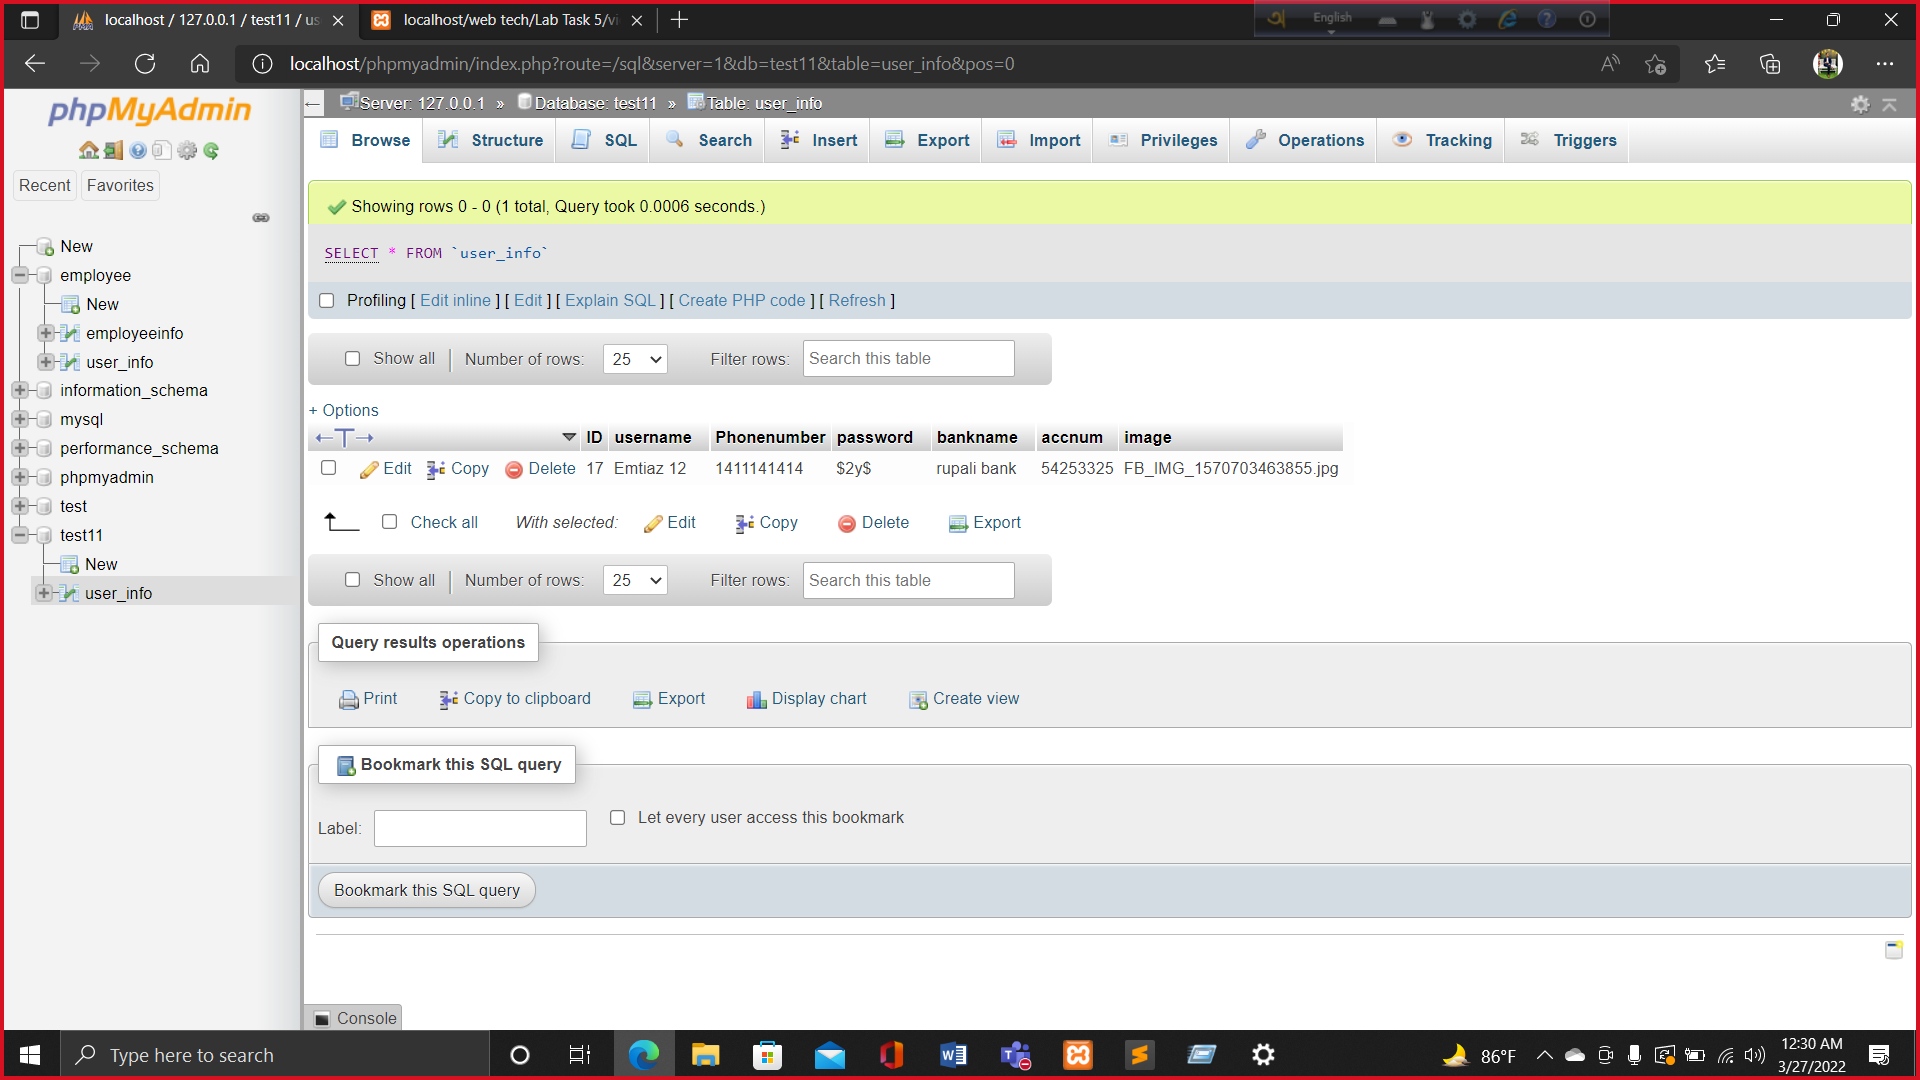 localhost / 127.0.0.1 / test11 / us
localhost/web tech/Lab Task 5/vi
English
localhost/phpmyadmin/index.php?route=/sql&server=1&db=test11&table=user_info&pos=0
phpMyAdmin
Recent
Favorites
New
employee
New
employeeinfo
user_info
information_schema
mysql
performance_schema
phpmyadmin
test
test11
New
user_info
Server: 127.0.0.1 » Database: test11 » Table: user_info
Browse Structure SQL Search Insert Export Import Privileges Operations Tracking Triggers
Showing rows 0 - 0 (1 total, Query took 0.0006 seconds.)
SELECT * FROM `user_info`
Profiling [ Edit inline ] [ Edit ] [ Explain SQL ] [ Create PHP code ] [ Refresh ]
Show all Number of rows: 25 Filter rows: Search this table
+ Options
←T→ ID username Phonenumber password bankname accnum image
Edit Copy Delete 17 Emtiaz 12 1411141414 $2y$ rupali bank 54253325 FB_IMG_1570703463855.jpg
Check all With selected: Edit Copy Delete Export
Show all Number of rows: 25 Filter rows: Search this table
Query results operations
Print Copy to clipboard Export Display chart Create view
Bookmark this SQL query
Label: Let every user access this bookmark
Bookmark this SQL query
Console
Type here to search
86°F
12:30 AM
3/27/2022